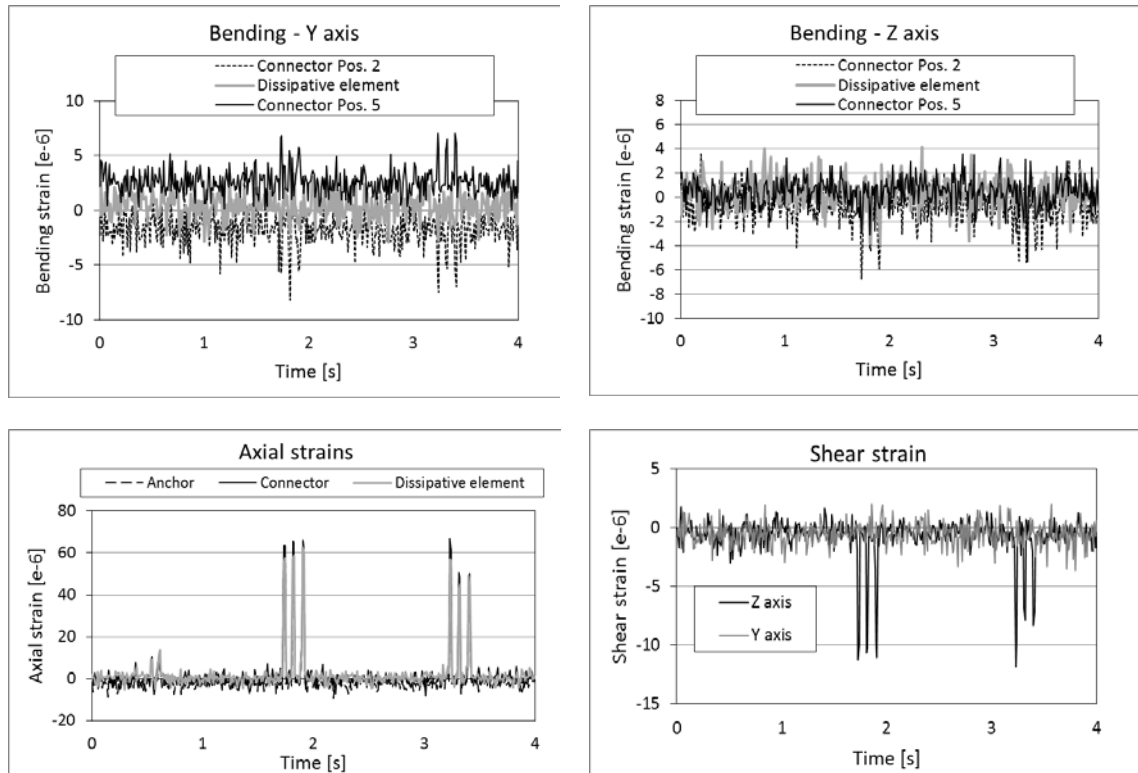 Bending - Y axis
Connector Pos. 2
Dissipative element
Connector Pos. 5
Bending strain [e-6]
10
5
0
-5
-10
0 1 2 3 4
Time [s]
Bending - Z axis
Connector Pos. 2
Dissipative element
Connector Pos. 5
Bending strain [e-6]
8
6
4
2
0
-2
-4
-6
-8
-10
0 1 2 3 4
Time [s]
Axial strains
Anchor Connector Dissipative element
Axial strain [e-6]
80
60
40
20
0
-20
0 1 2 3 4
Time [s]
Shear strain
Shear strain [e-6]
5
0
-5
-10
-15
Z axis
Y axis
0 1 2 3 4
Time [s]